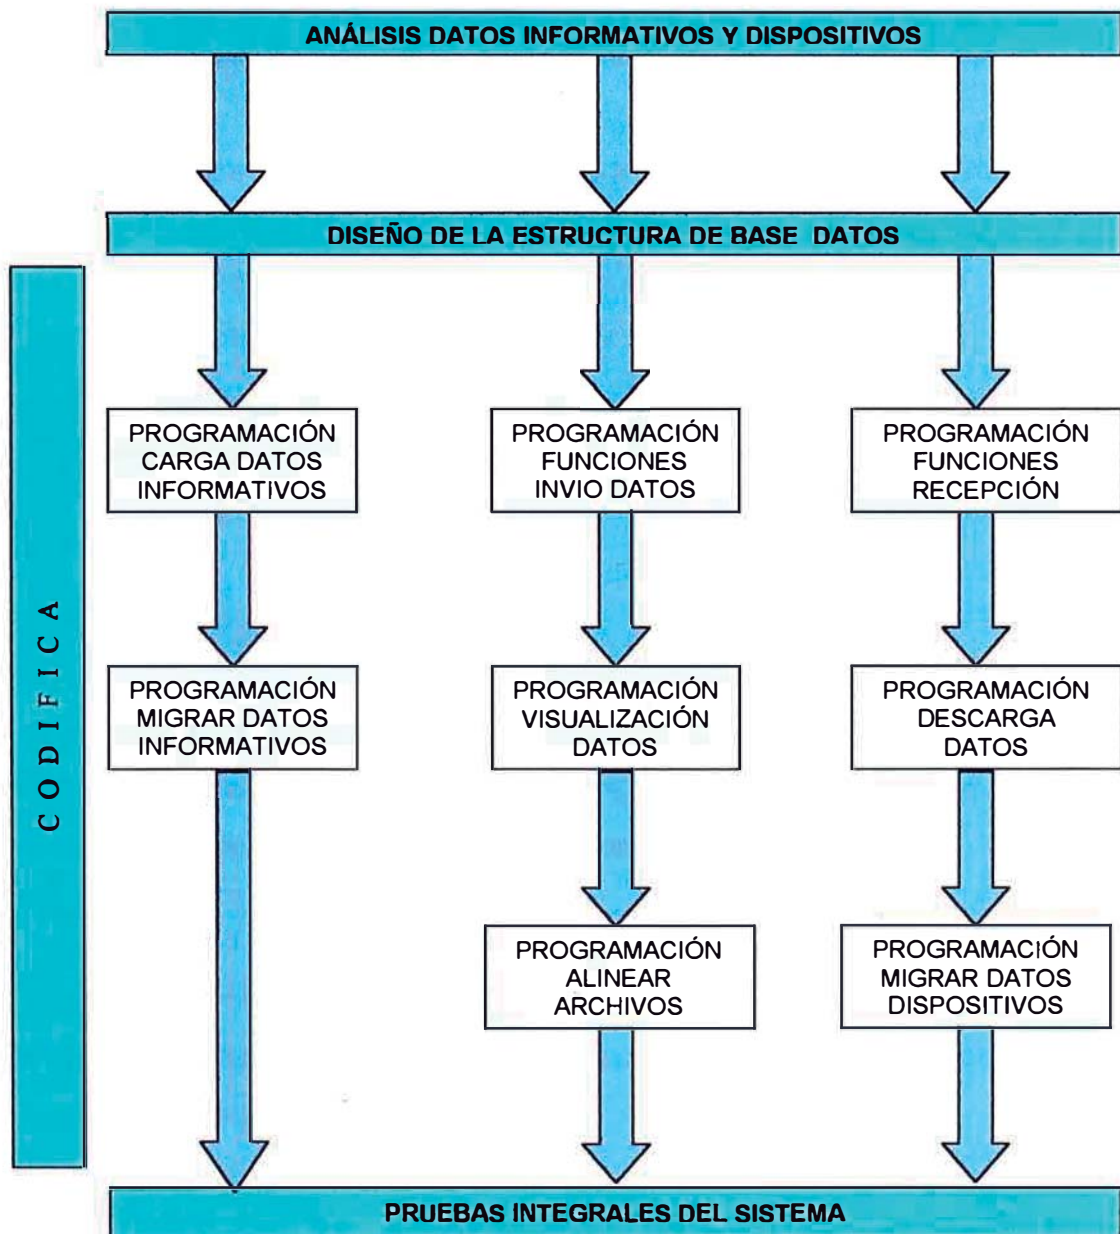 ANÁLISIS DATOS INFORMATIVOS Y DISPOSITIVOS
DISEÑO DE LA ESTRUCTURA DE BASE DATOS
CODIFICA
PROGRAMACIÓN
CARGA DATOS
INFORMATIVOS
PROGRAMACIÓN
FUNCIONES
INVIO DATOS
PROGRAMACIÓN
FUNCIONES
RECEPCIÓN
PROGRAMACIÓN
MIGRAR DATOS
INFORMATIVOS
PROGRAMACIÓN
VISUALIZACIÓN
DATOS
PROGRAMACIÓN
DESCARGA
DATOS
PROGRAMACIÓN
ALINEAR
ARCHIVOS
PROGRAMACIÓN
MIGRAR DATOS
DISPOSITIVOS
PRUEBAS INTEGRALES DEL SISTEMA